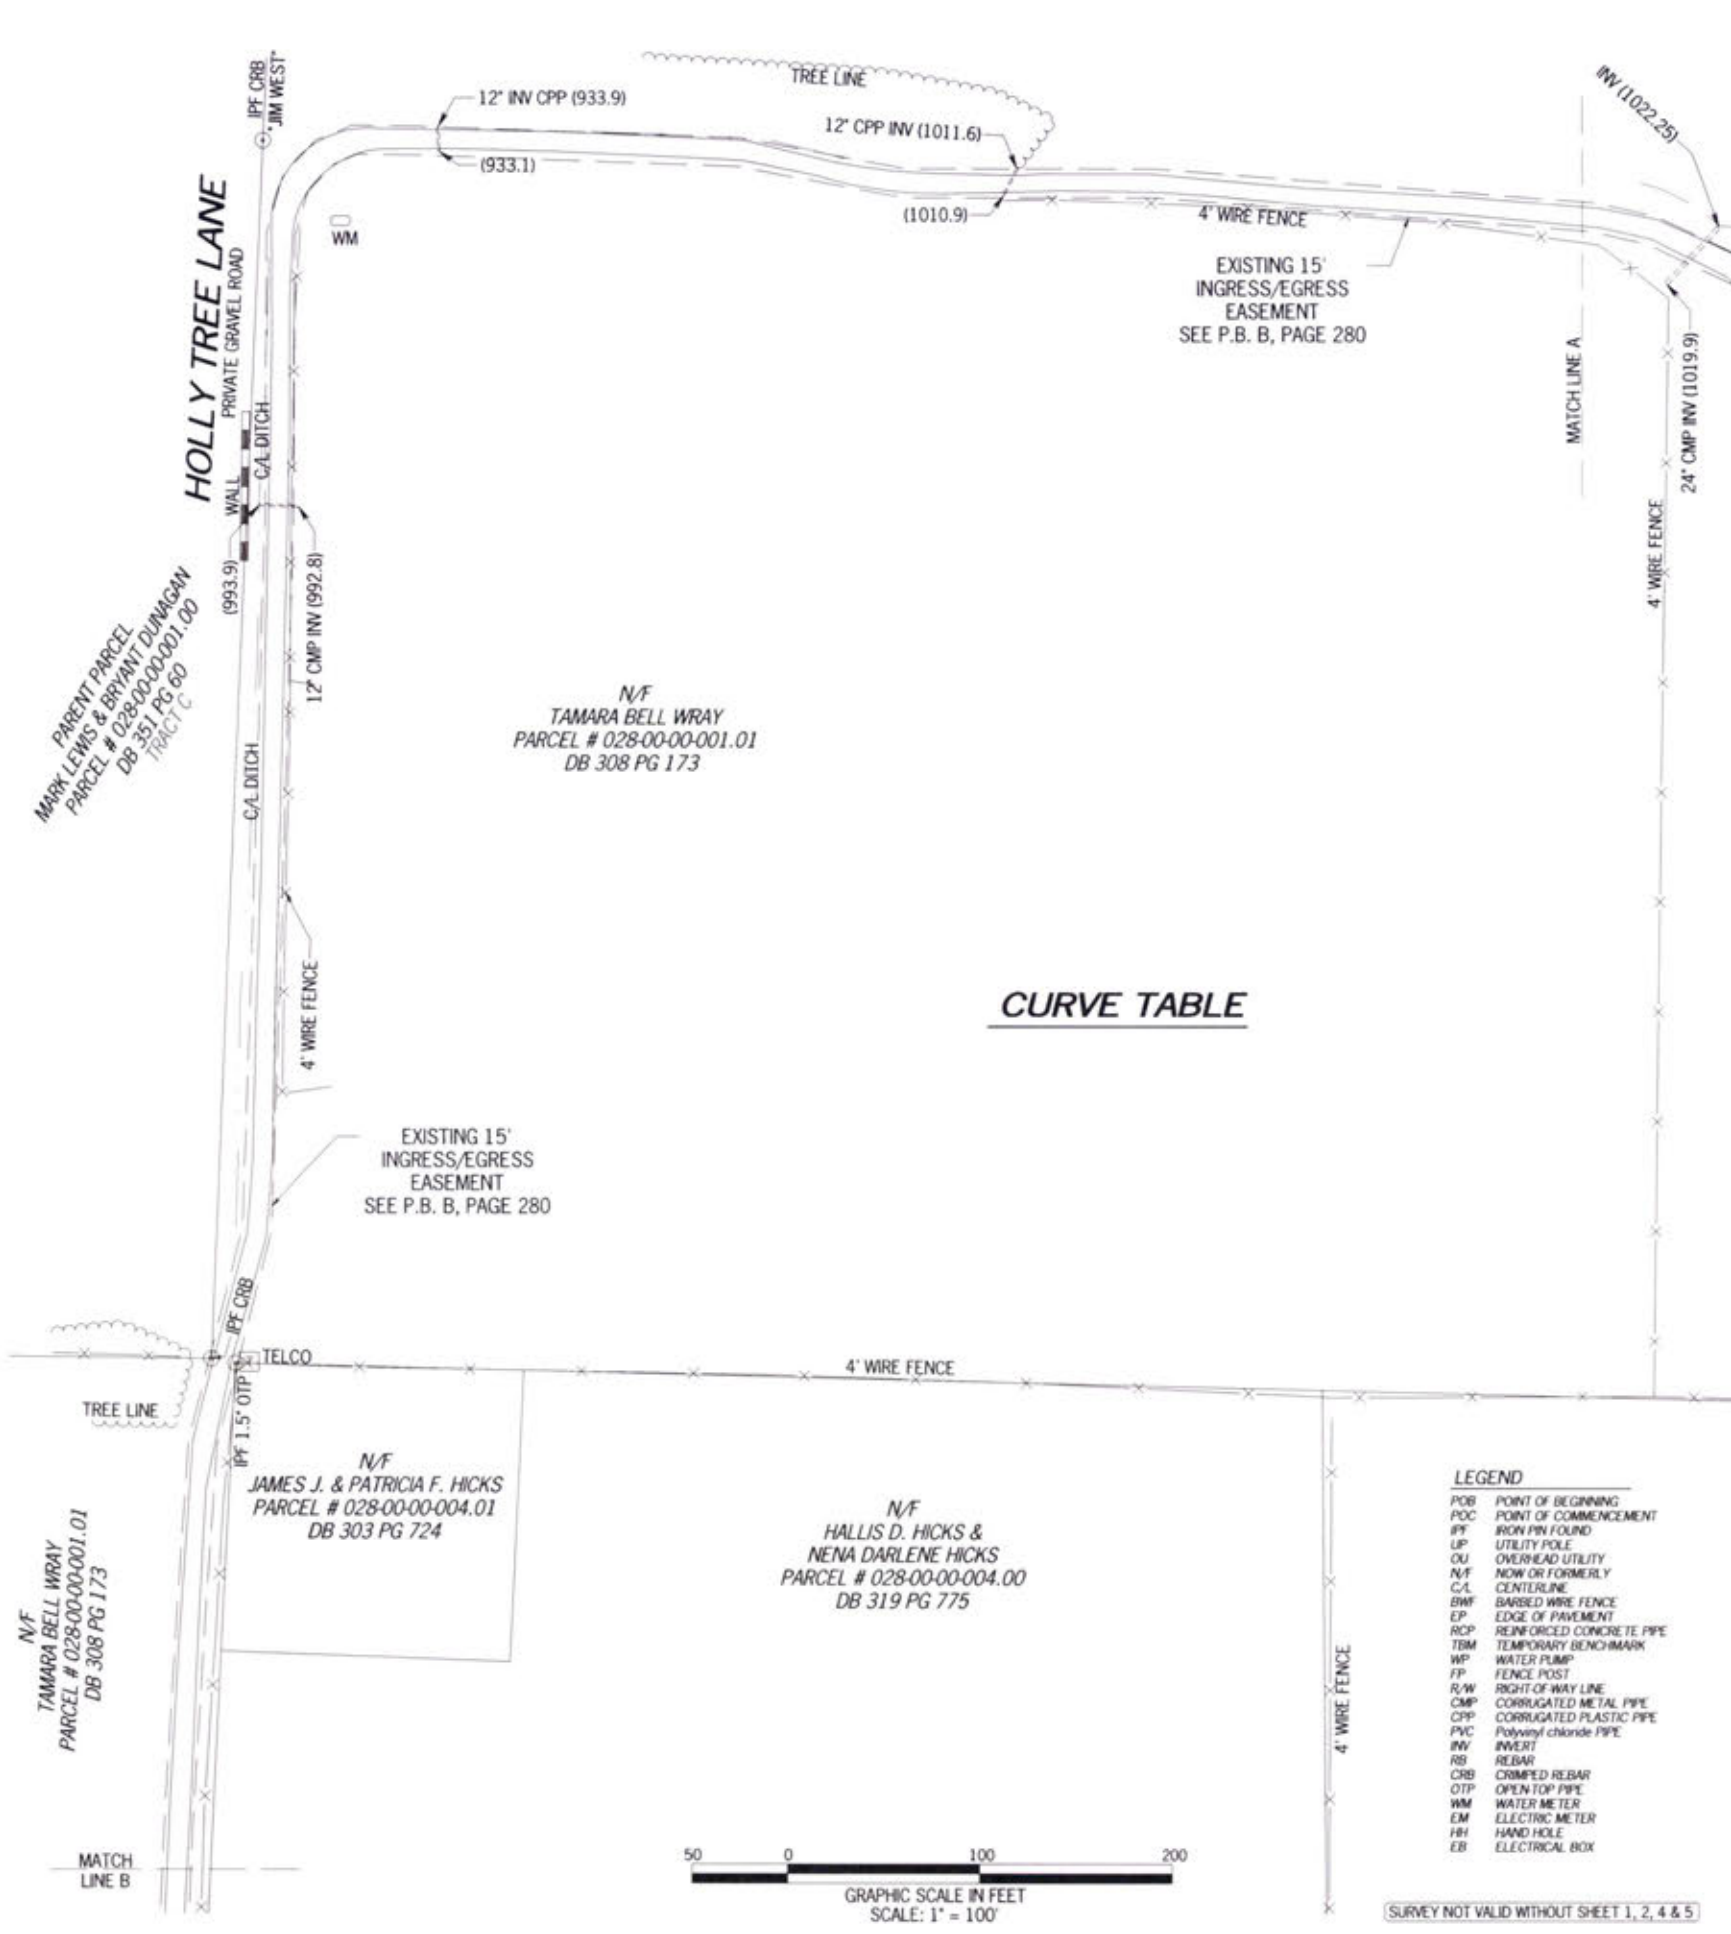 IPF CRB
"JIM WEST"
TREE LINE
12" INV CPP (933.9)
(933.1)
12" CPP INV (1011.6)
(1010.9)
INV (1022.25)
4' WIRE FENCE
EXISTING 15'
INGRESS/EGRESS
EASEMENT
SEE P.B. B, PAGE 280
MATCH LINE A
24" CMP INV (1019.9)
4' WIRE FENCE
WM
HOLLY TREE LANE
PRIVATE GRAVEL ROAD
C/L DITCH
WALL
(993.9)
12" CMP INV (992.8)
PARENT PARCEL
MARK LEWIS & BRYANT DUNAGAN
PARCEL # 028-00-00-001.00
DB 351 PG 60
TRACT C
C/L DITCH
N/F
TAMARA BELL WRAY
PARCEL # 028-00-00-001.01
DB 308 PG 173
4' WIRE FENCE
CURVE TABLE
EXISTING 15'
INGRESS/EGRESS
EASEMENT
SEE P.B. B, PAGE 280
IPF CRB
TELCO
4' WIRE FENCE
TREE LINE
IPF 1.5" OTP
N/F
JAMES J. & PATRICIA F. HICKS
PARCEL # 028-00-00-004.01
DB 303 PG 724
N/F
HALLIS D. HICKS &
NENA DARLENE HICKS
PARCEL # 028-00-00-004.00
DB 319 PG 775
N/F
TAMARA BELL WRAY
PARCEL # 028-00-00-001.01
DB 308 PG 173
4' WIRE FENCE
MATCH
LINE B
50 0 100 200
GRAPHIC SCALE IN FEET
SCALE: 1" = 100'
LEGEND
POB POINT OF BEGINNING
POC POINT OF COMMENCEMENT
IPF IRON PIN FOUND
UP UTILITY POLE
OU OVERHEAD UTILITY
N/F NOW OR FORMERLY
C/L CENTERLINE
BWF BARBED WIRE FENCE
EP EDGE OF PAVEMENT
RCP REINFORCED CONCRETE PIPE
TBM TEMPORARY BENCHMARK
WP WATER PUMP
FP FENCE POST
R/W RIGHT-OF-WAY LINE
CMP CORRUGATED METAL PIPE
CPP CORRUGATED PLASTIC PIPE
PVC Polyvinyl chloride PIPE
INV INVERT
RB REBAR
CRB CRIMPED REBAR
OTP OPEN-TOP PIPE
WM WATER METER
EM ELECTRIC METER
HH HAND HOLE
EB ELECTRICAL BOX
SURVEY NOT VALID WITHOUT SHEET 1, 2, 4 & 5